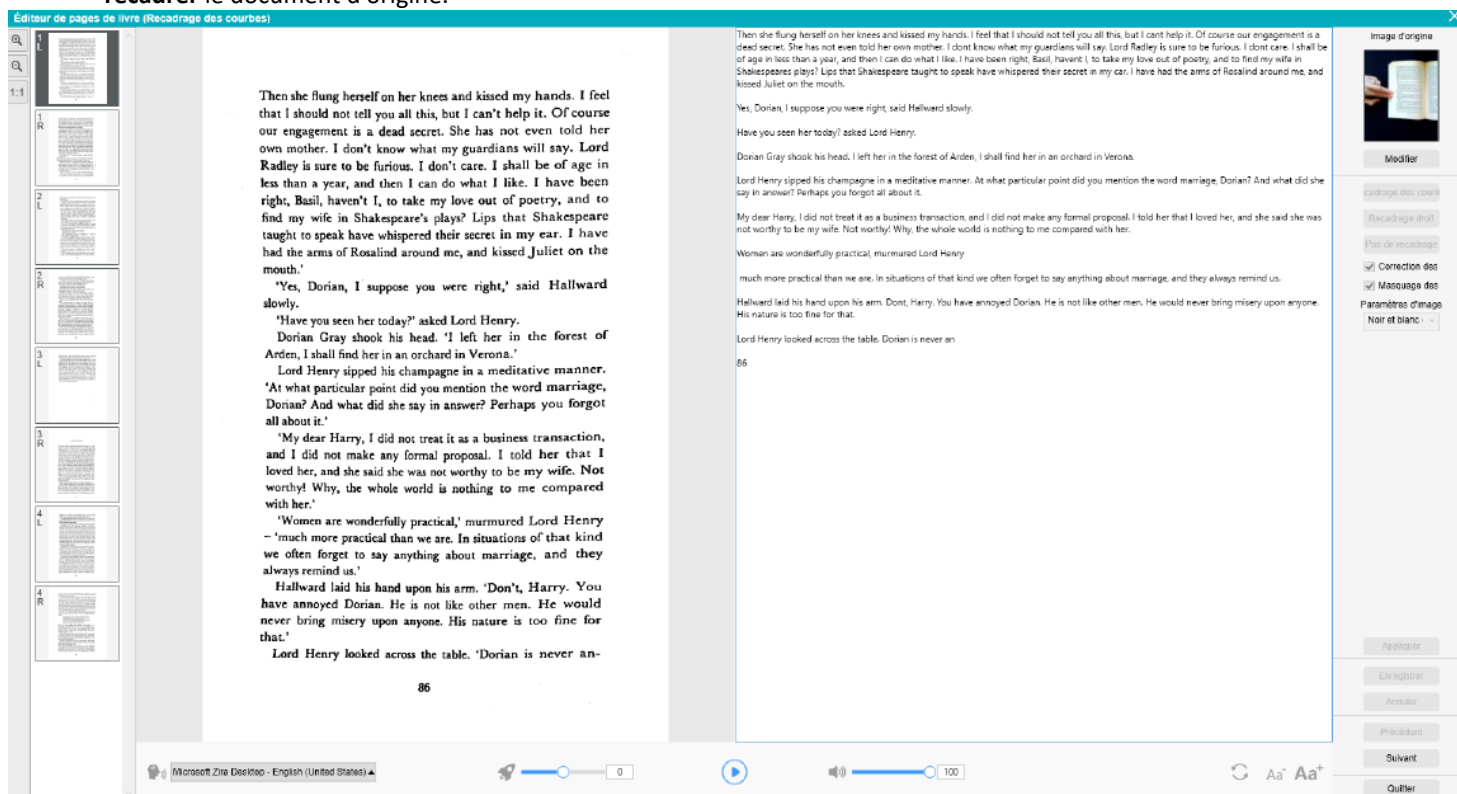 recadrer le document d'origine.
Éditeur de pages de livre (Recadrage des courbes)
1:1
1
L
1
R
2
L
2
R
3
L
3
R
4
L
4
R
Then she flung herself on her knees and kissed my hands. I feel
that I should not tell you all this, but I can't help it. Of course
our engagement is a dead secret. She has not even told her
own mother. I don't know what my guardians will say. Lord
Radley is sure to be furious. I don't care. I shall be of age in
less than a year, and then I can do what I like. I have been
right, Basil, haven't I, to take my love out of poetry, and to
find my wife in Shakespeare's plays? Lips that Shakespeare
taught to speak have whispered their secret in my ear. I have
had the arms of Rosalind around me, and kissed Juliet on the
mouth.'
'Yes, Dorian, I suppose you were right,' said Hallward
slowly.
'Have you seen her today?' asked Lord Henry.
Dorian Gray shook his head. 'I left her in the forest of
Arden, I shall find her in an orchard in Verona.'
Lord Henry sipped his champagne in a meditative manner.
'At what particular point did you mention the word marriage,
Dorian? And what did she say in answer? Perhaps you forgot
all about it.'
'My dear Harry, I did not treat it as a business transaction,
and I did not make any formal proposal. I told her that I
loved her, and she said she was not worthy to be my wife. Not
worthy! Why, the whole world is nothing to me compared
with her.'
'Women are wonderfully practical,' murmured Lord Henry
– 'much more practical than we are. In situations of that kind
we often forget to say anything about marriage, and they
always remind us.'
Hallward laid his hand upon his arm. 'Don't, Harry. You
have annoyed Dorian. He is not like other men. He would
never bring misery upon anyone. His nature is too fine for
that.'
Lord Henry looked across the table. 'Dorian is never an-
86
Then she flung herself on her knees and kissed my hands. I feel that I should not tell you all this, but I cant help it. Of course our engagement is a
dead secret. She has not even told her own mother. I dont know what my guardians will say. Lord Radley is sure to be furious. I dont care. I shall be
of age in less than a year, and then I can do what I like. I have been right, Basil, havent I, to take my love out of poetry, and to find my wife in
Shakespeares plays? Lips that Shakespeare taught to speak have whispered their secret in my car. I have had the arms of Rosalind around me, and
kissed Juliet on the mouth.
Yes, Dorian, I suppose you were right, said Hallward slowly.
Have you seen her today? asked Lord Henry.
Dorian Gray shook his head. I left her in the forest of Arden, I shall find her in an orchard in Verona.
Lord Henry sipped his champagne in a meditative manner. At what particular point did you mention the word marriage, Dorian? And what did she
say in answer? Perhaps you forgot all about it.
My dear Harry, I did not treat it as a business transaction, and I did not make any formal proposal. I told her that I loved her, and she said she was
not worthy to be my wife. Not worthy! Why, the whole world is nothing to me compared with her.
Women are wonderfully practical, murmured Lord Henry
much more practical than we are. In situations of that kind we often forget to say anything about marriage, and they always remind us.
Hallward laid his hand upon his arm. Dont, Harry. You have annoyed Dorian. He is not like other men. He would never bring misery upon anyone.
His nature is too fine for that.
Lord Henry looked across the table. Dorian is never an
86
Image d'origine
Modifier
cadrage des courb
Recadrage droit
Pas de recadrage
Correction des
Masquage des
Paramètres d'image
Noir et blanc
Appliquer
Enregistrer
Annuler
Précédent
Suivant
Quitter
Microsoft Zira Desktop - English (United States)
0
100
Aa-
Aa+